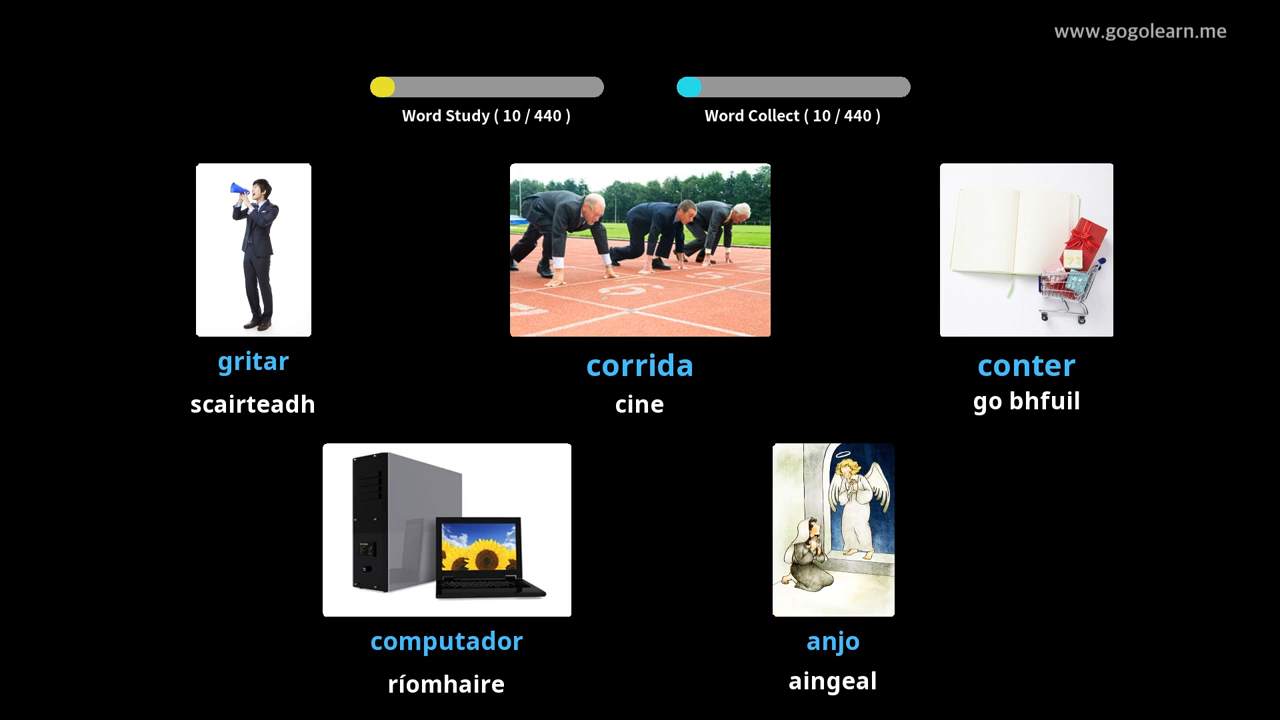 www.gogolearn.me
Word Study ( 10 / 440 )
Word Collect ( 10 / 440 )
gritar
scairteadh
corrida
cine
conter
go bhfuil
computador
ríomhaire
anjo
aingeal